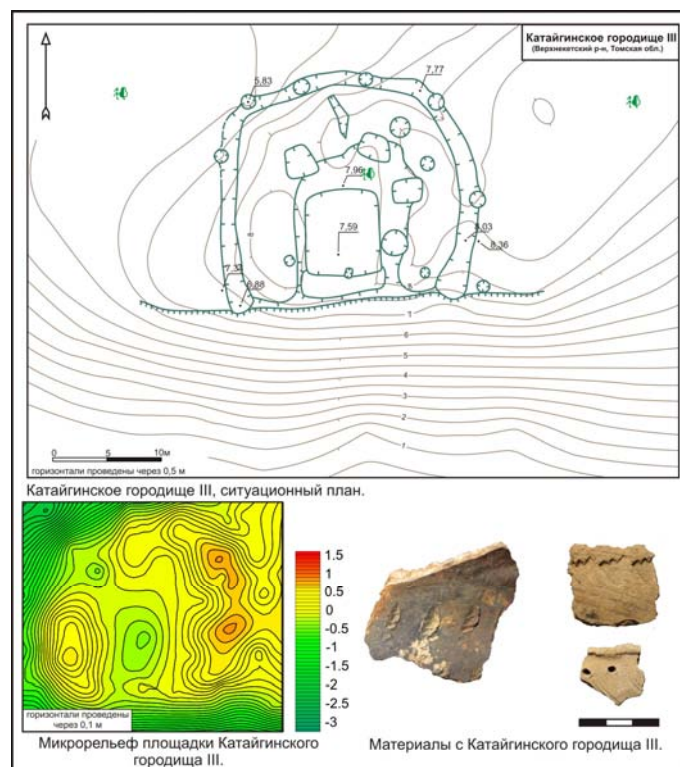 Катайгинское городище III
(Верхнекетский р-н, Томская обл.)
5,83
7,77
7,96
7,59
8
8,03
8,36
6,88
8
7
6
5
4
3
2
1
0 5 10м
горизонтали проведены через 0,5 м
Катайгинское городище III, ситуационный план.
1.5
1
0.5
0
-0.5
-1
-1.5
-2
-2.5
-3
горизонтали проведены
через 0,1 м
Микрорельеф площадки Катайгинского
городища III.
Материалы с Катайгинского городища III.